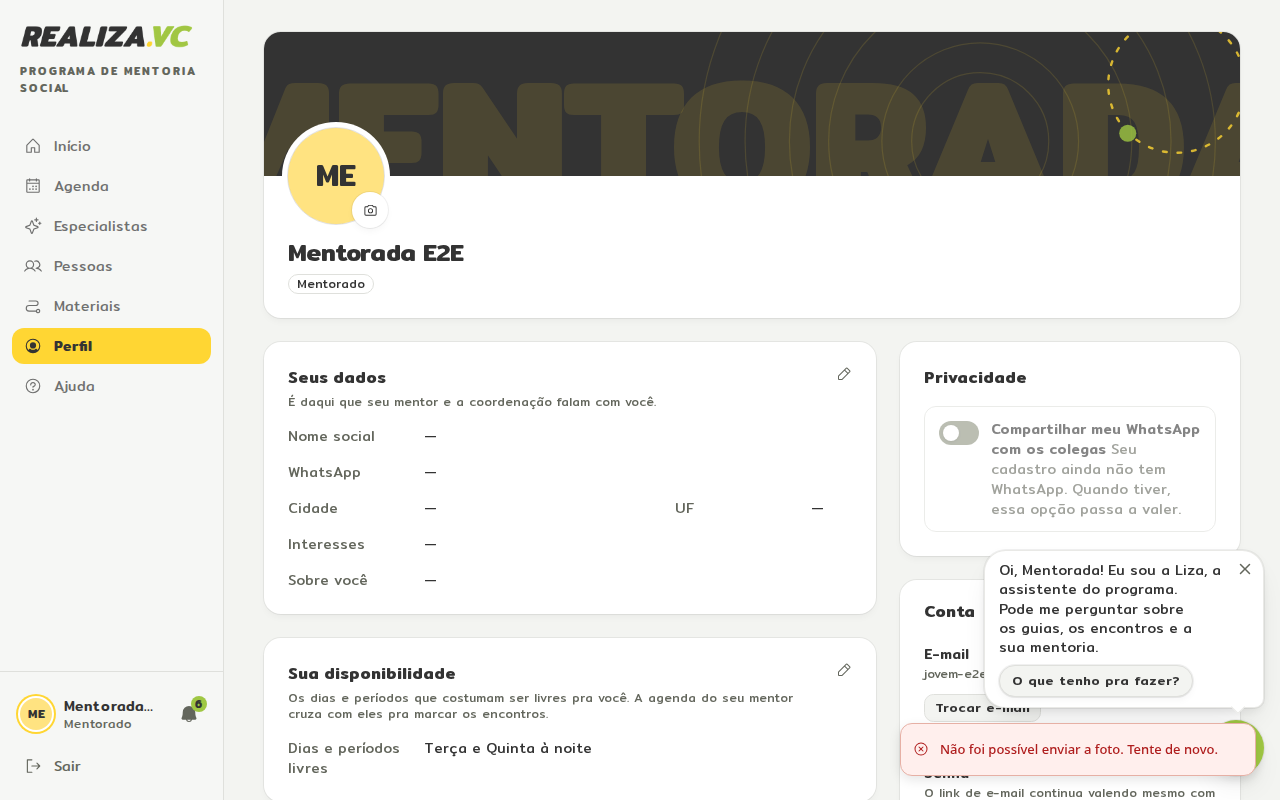 REALIZA.VC
PROGRAMA DE MENTORIA
SOCIAL
Início
Agenda
Especialistas
Pessoas
Materiais
Perfil
Ajuda
ME
Mentorada...
Mentorado
6
Sair
MENTORADA
ME
Mentorada E2E
Mentorado
Seus dados
É daqui que seu mentor e a coordenação falam com você.
Nome social —
WhatsApp —
Cidade — UF —
Interesses —
Sobre você —
Sua disponibilidade
Os dias e períodos que costumam ser livres pra você. A agenda do seu mentor
cruza com eles pra marcar os encontros.
Dias e períodos
livres
Terça e Quinta à noite
Privacidade
Compartilhar meu WhatsApp
com os colegas Seu
cadastro ainda não tem
WhatsApp. Quando tiver,
essa opção passa a valer.
Conta
E-mail
jovem-e2e
Trocar e-mail
Senha
O link de e-mail continua valendo mesmo com
Oi, Mentorada! Eu sou a Liza, a
assistente do programa.
Pode me perguntar sobre
os guias, os encontros e a
sua mentoria.
O que tenho pra fazer?
Não foi possível enviar a foto. Tente de novo.